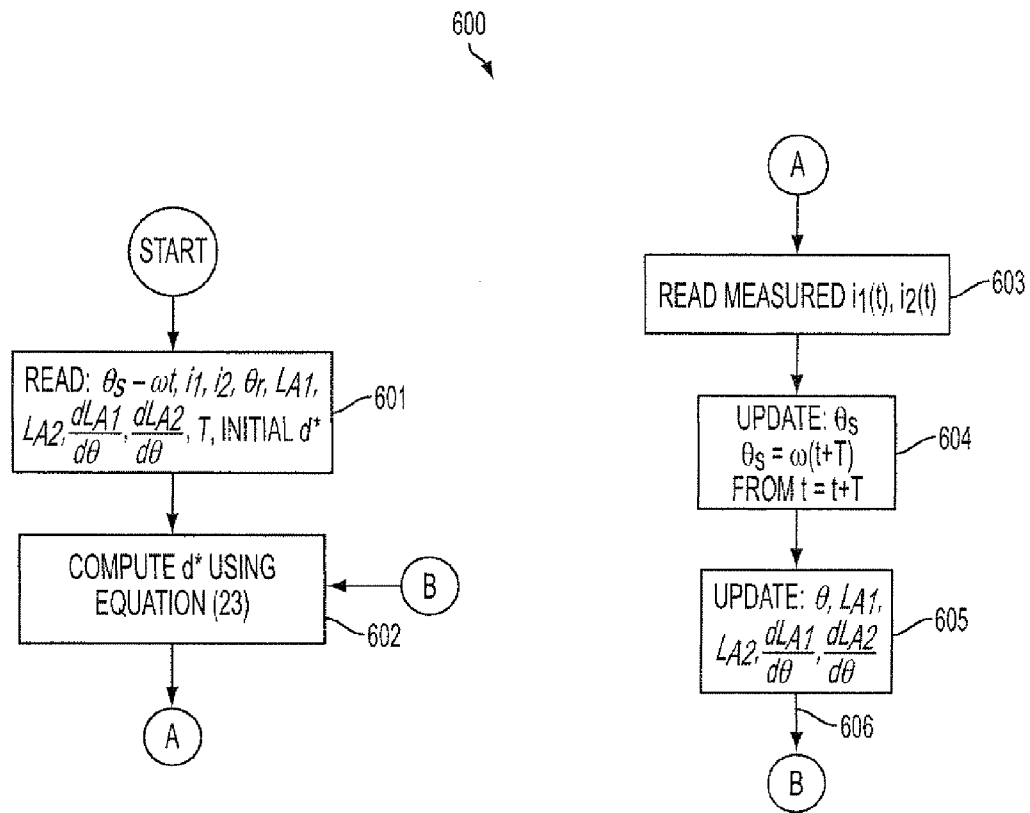 600
START
READ: θS – ωt, i1, i2, θr, LA1,
LA2, dLA1/dθ, dLA2/dθ, T, INITIAL d*
601
COMPUTE d* USING
EQUATION (23)
602
B
A
A
READ MEASURED i1(t), i2(t)
603
UPDATE: θS
θS = ω(t+T)
FROM t = t+T
604
UPDATE: θ, LA1,
LA2, dLA1/dθ, dLA2/dθ
605
606
B